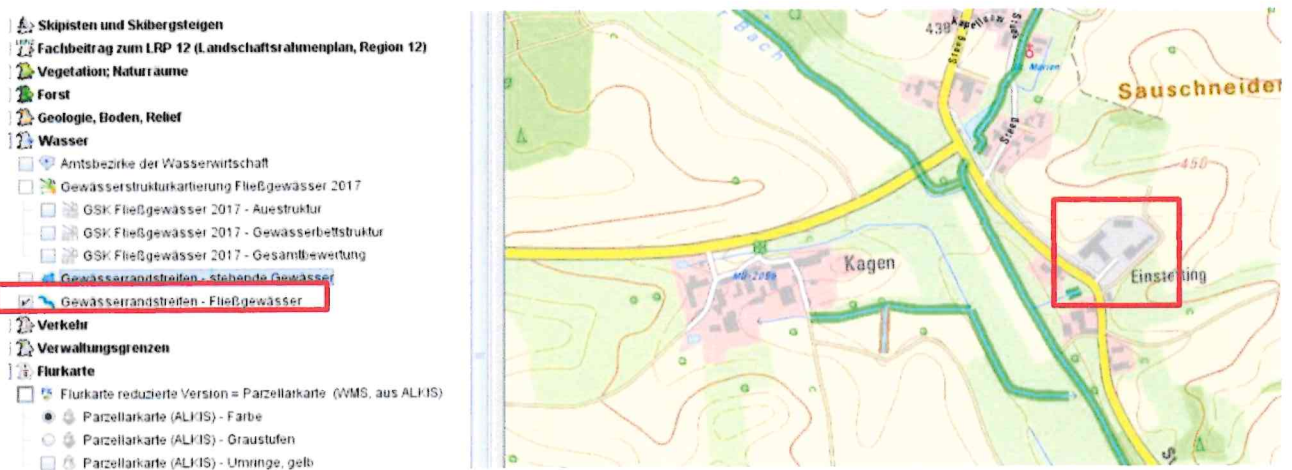 Skipisten und Skibergsteigen
Fachbeitrag zum LRP 12 (Landschaftsrahmenplan, Region 12)
Vegetation; Naturräume
Forst
Geologie, Boden, Relief
Wasser
Amtsbezirke der Wasserwirtschaft
Gewässerstrukturkartierung Fließgewässer 2017
GSK Fließgewässer 2017 - Auestruktur
GSK Fließgewässer 2017 - Gewässerbettstruktur
GSK Fließgewässer 2017 - Gesamtbewertung
Gewässerrandstreifen - stehende Gewässer
Gewässerrandstreifen - Fließgewässer
Verkehr
Verwaltungsgrenzen
Flurkarte
Flurkarte reduzierte Version = Parzellarkarte (WMS, aus ALKIS)
Parzellarkarte (ALKIS) - Farbe
Parzellarkarte (ALKIS) - Graustufen
Parzellarkarte (ALKIS) - Umringe, gelb
Bach
438
Steeg
Sauschneider
450
Kagen